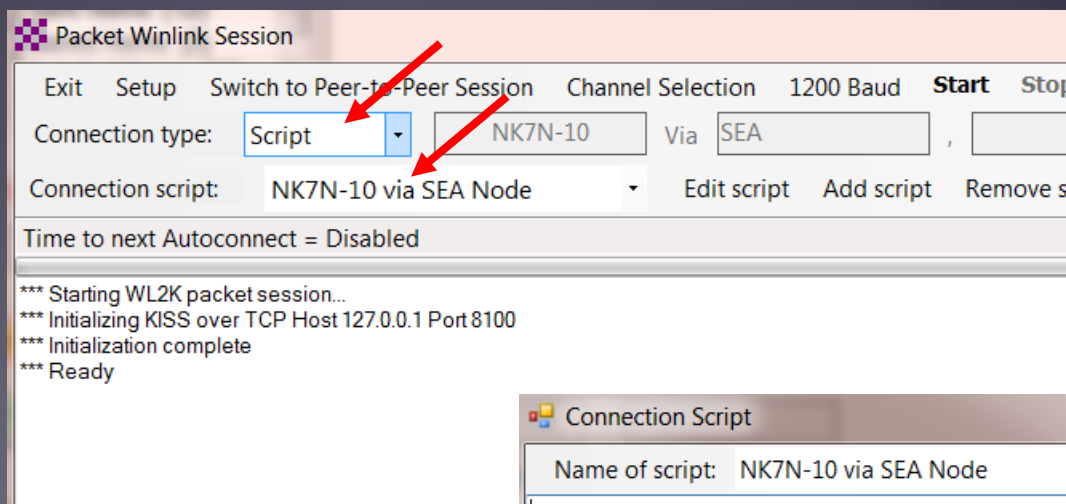 Packet Winlink Session
Exit Setup Switch to Peer-to-Peer Session Channel Selection 1200 Baud Start Stop
Connection type: Script NK7N-10 Via SEA ,
Connection script: NK7N-10 via SEA Node Edit script Add script Remove s
Time to next Autoconnect = Disabled
*** Starting WL2K packet session...
*** Initializing KISS over TCP Host 127.0.0.1 Port 8100
*** Initialization complete
*** Ready
Connection Script
Name of script: NK7N-10 via SEA Node